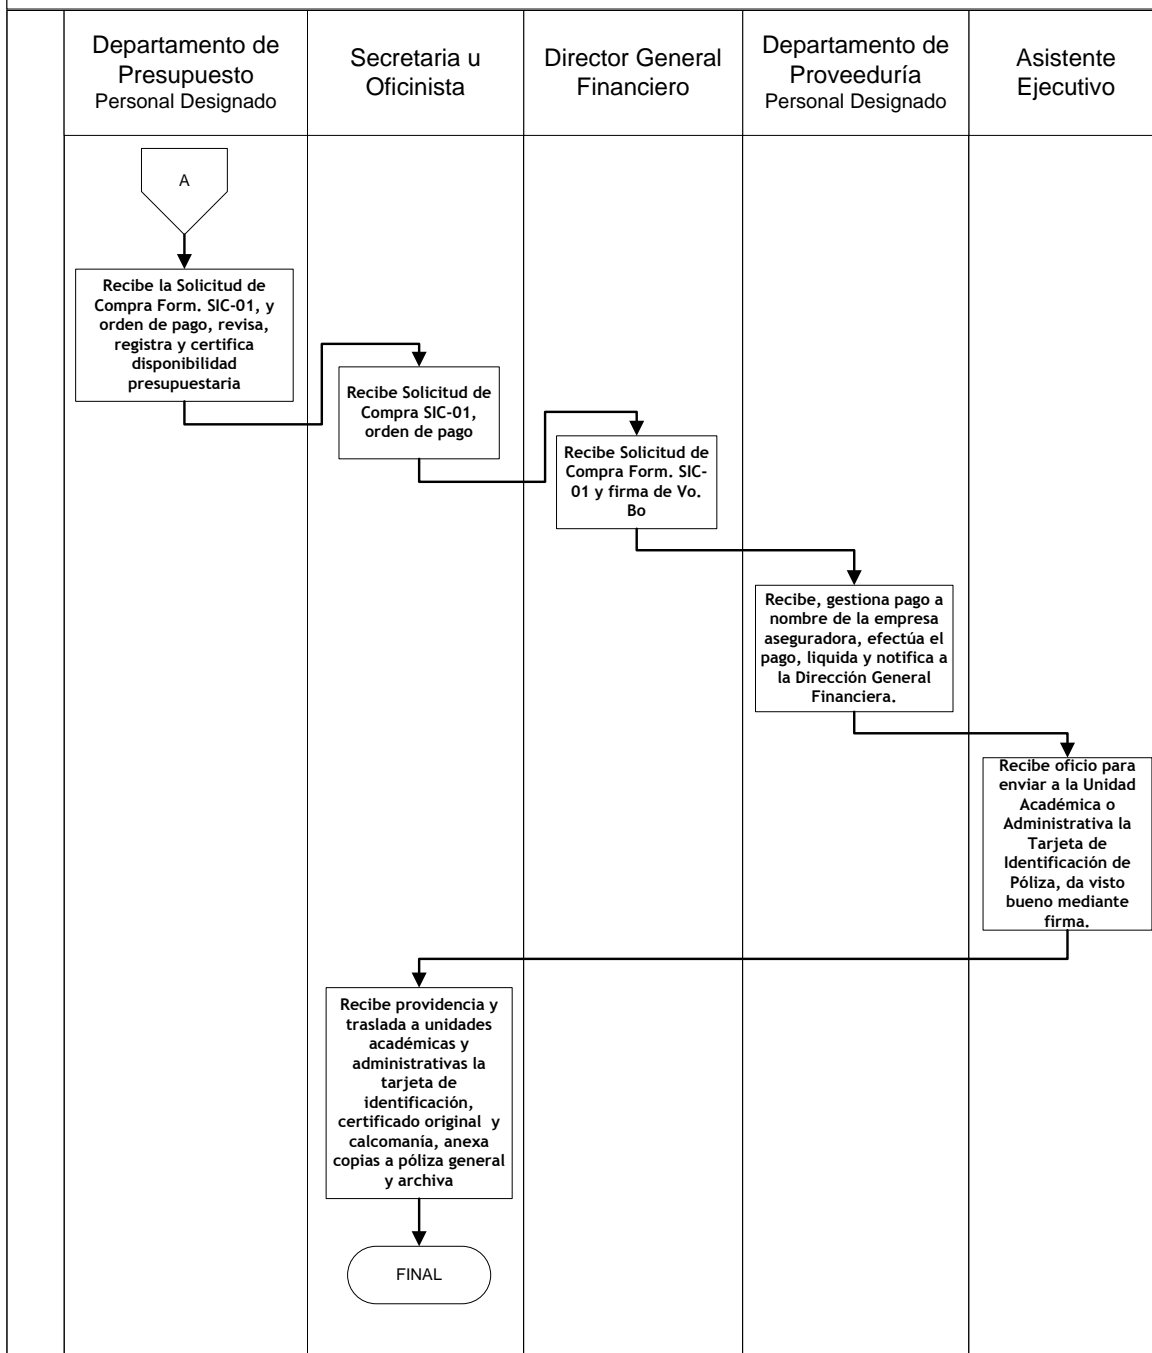 Departamento de
Presupuesto
Personal Designado
Secretaria u
Oficinista
Director General
Financiero
Departamento de
Proveeduría
Personal Designado
Asistente
Ejecutivo
A
Recibe la Solicitud de
Compra Form. SIC-01, y
orden de pago, revisa,
registra y certifica
disponibilidad
presupuestaria
Recibe Solicitud de
Compra SIC-01,
orden de pago
Recibe Solicitud de
Compra Form. SIC-
01 y firma de Vo.
Bo
Recibe, gestiona pago a
nombre de la empresa
aseguradora, efectúa el
pago, liquida y notifica a
la Dirección General
Financiera.
Recibe oficio para
enviar a la Unidad
Académica o
Administrativa la
Tarjeta de
Identificación de
Póliza, da visto
bueno mediante
firma.
Recibe providencia y
traslada a unidades
académicas y
administrativas la
tarjeta de
identificación,
certificado original  y
calcomanía, anexa
copias a póliza general
y archiva
FINAL